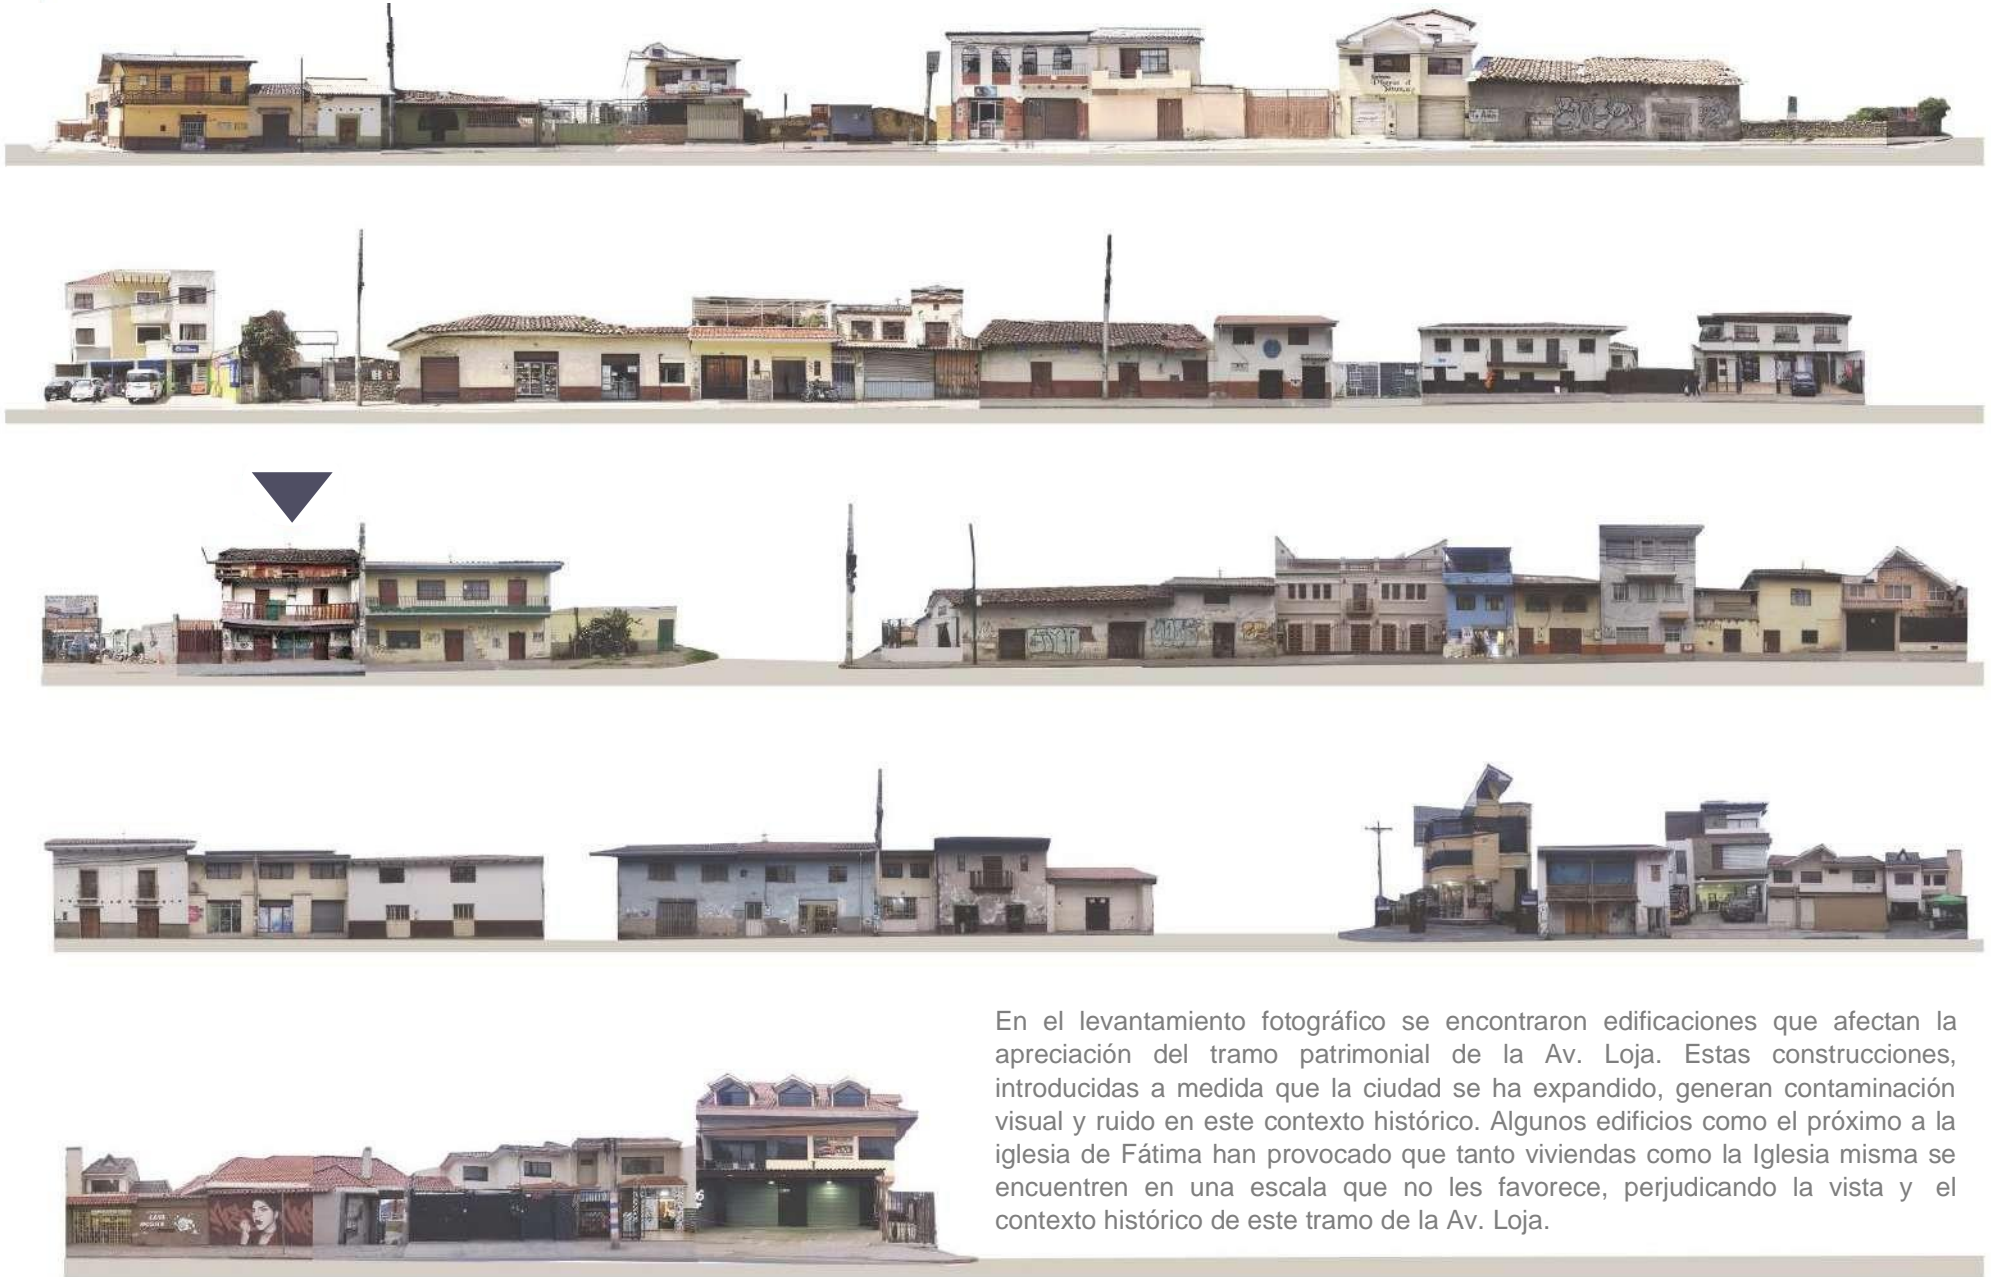 En el levantamiento fotográfico se encontraron edificaciones que afectan la
apreciación del tramo patrimonial de la Av. Loja. Estas construcciones,
introducidas a medida que la ciudad se ha expandido, generan contaminación
visual y ruido en este contexto histórico. Algunos edificios como el próximo a la
iglesia de Fátima han provocado que tanto viviendas como la Iglesia misma se
encuentren en una escala que no les favorece, perjudicando la vista y el
contexto histórico de este tramo de la Av. Loja.